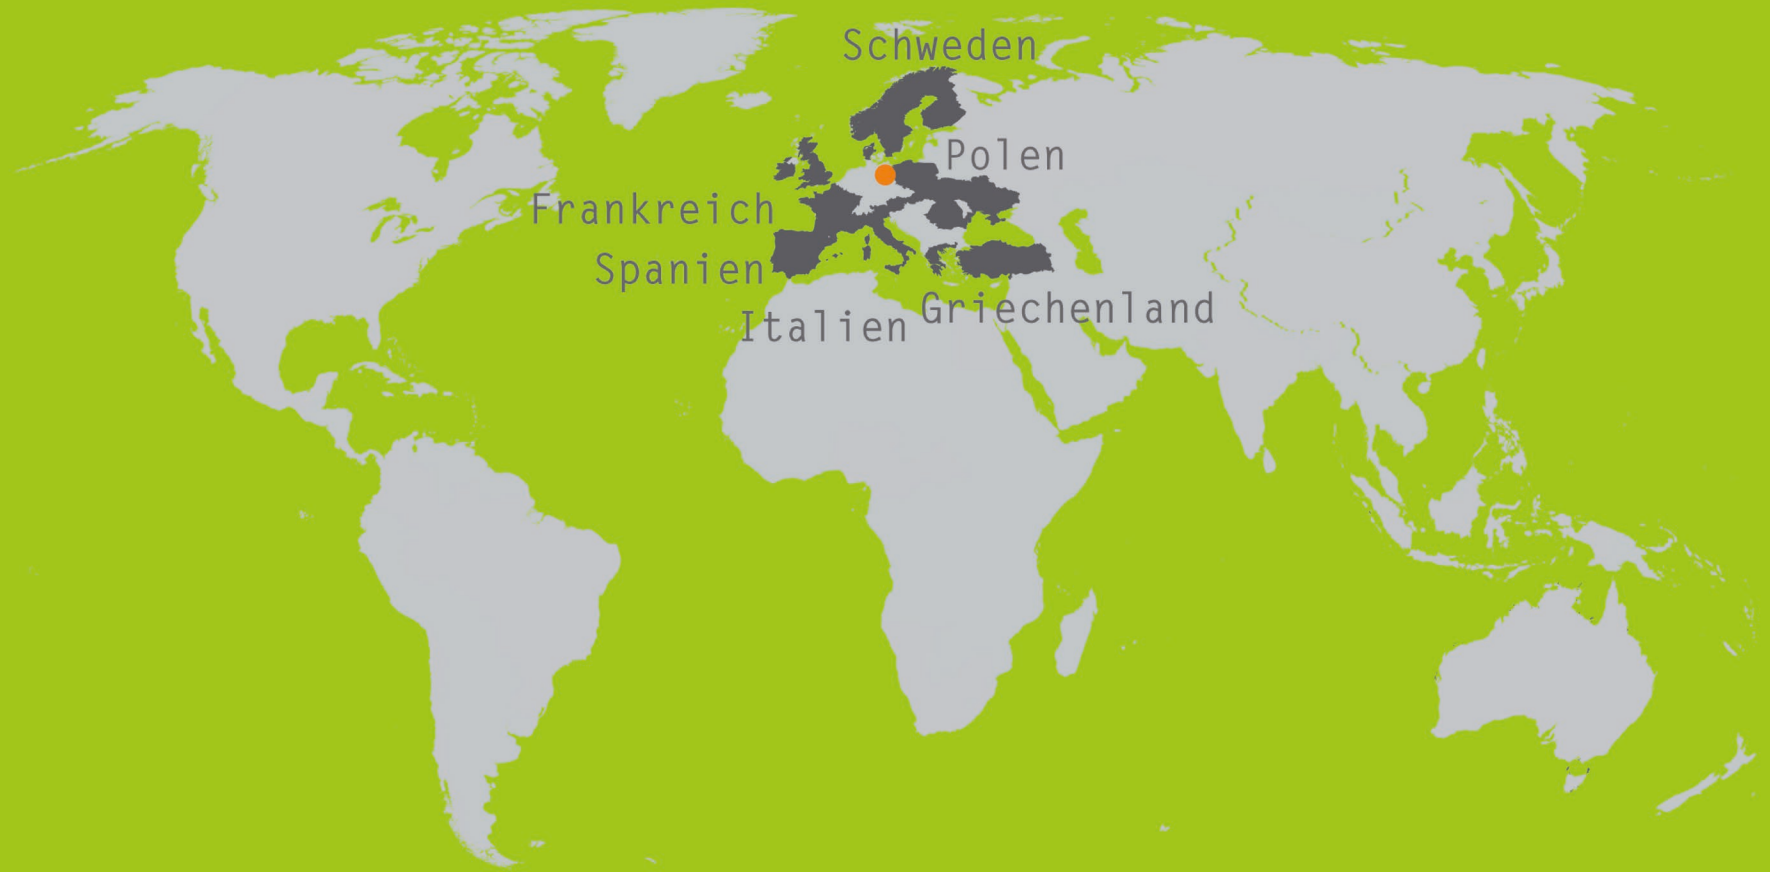 Schweden
Polen
Frankreich
Spanien
Griechenland
Italien